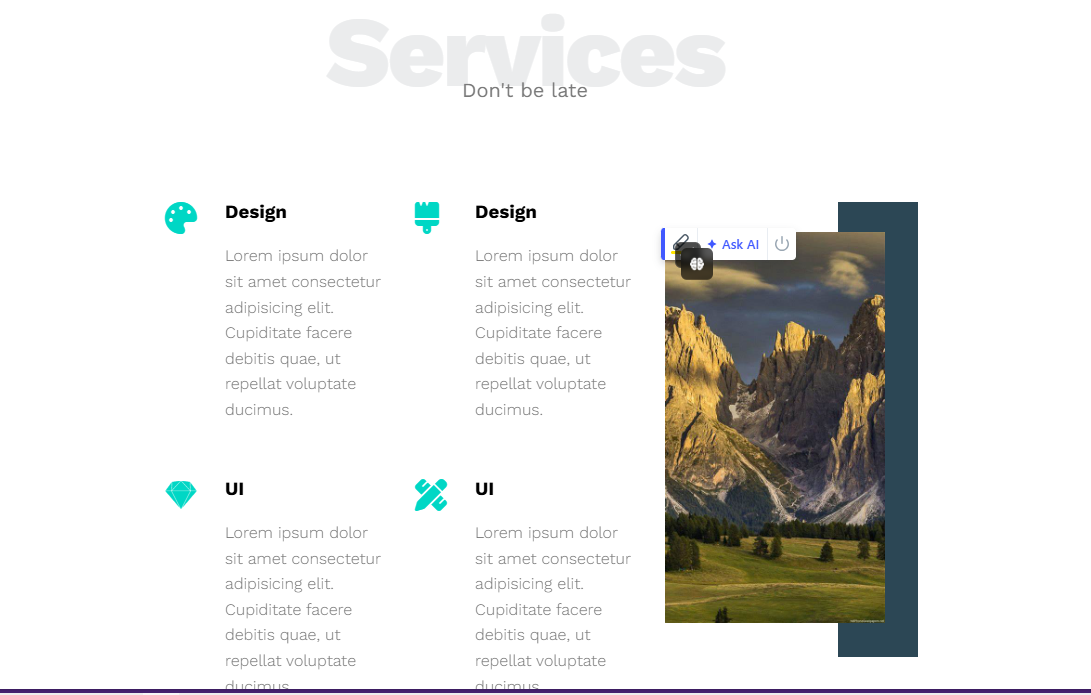 Services
Don't be late
Design
Lorem ipsum dolor
sit amet consectetur
adipisicing elit.
Cupiditate facere
debitis quae, ut
repellat voluptate
ducimus.
Design
Lorem ipsum dolor
sit amet consectetur
adipisicing elit.
Cupiditate facere
debitis quae, ut
repellat voluptate
ducimus.
Ask AI
UI
Lorem ipsum dolor
sit amet consectetur
adipisicing elit.
Cupiditate facere
debitis quae, ut
repellat voluptate
ducimus
UI
Lorem ipsum dolor
sit amet consectetur
adipisicing elit.
Cupiditate facere
debitis quae, ut
repellat voluptate
ducimus